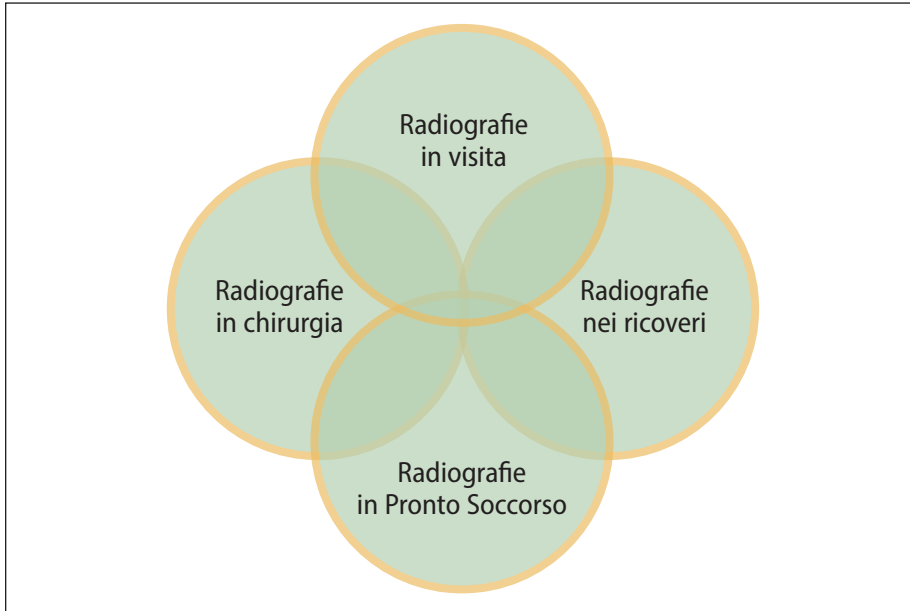 Radiografie
in visita
Radiografie
in chirurgia
Radiografie
nei ricoveri
Radiografie
in Pronto Soccorso